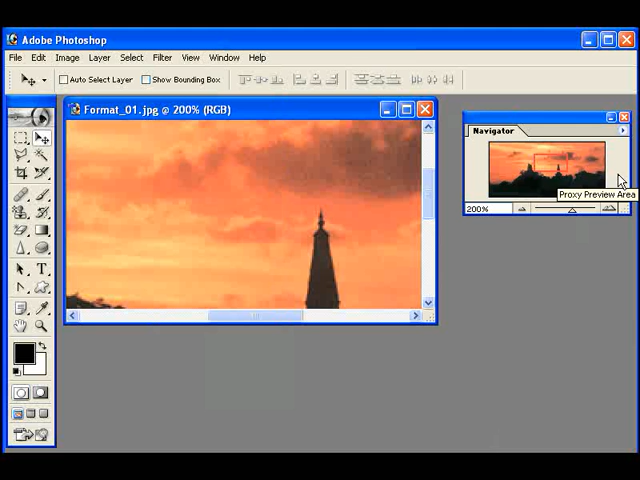 Adobe Photoshop
File Edit Image Layer Select Filter View Window Help
Auto Select Layer Show Bounding Box
Format_01.jpg @ 200% (RGB)
Navigator
Proxy Preview Area
200%
T